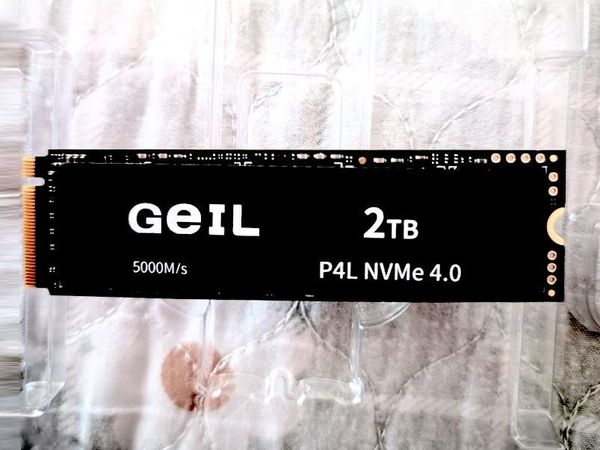 GeIL
2TB
5000M/s
P4L NVMe 4.0